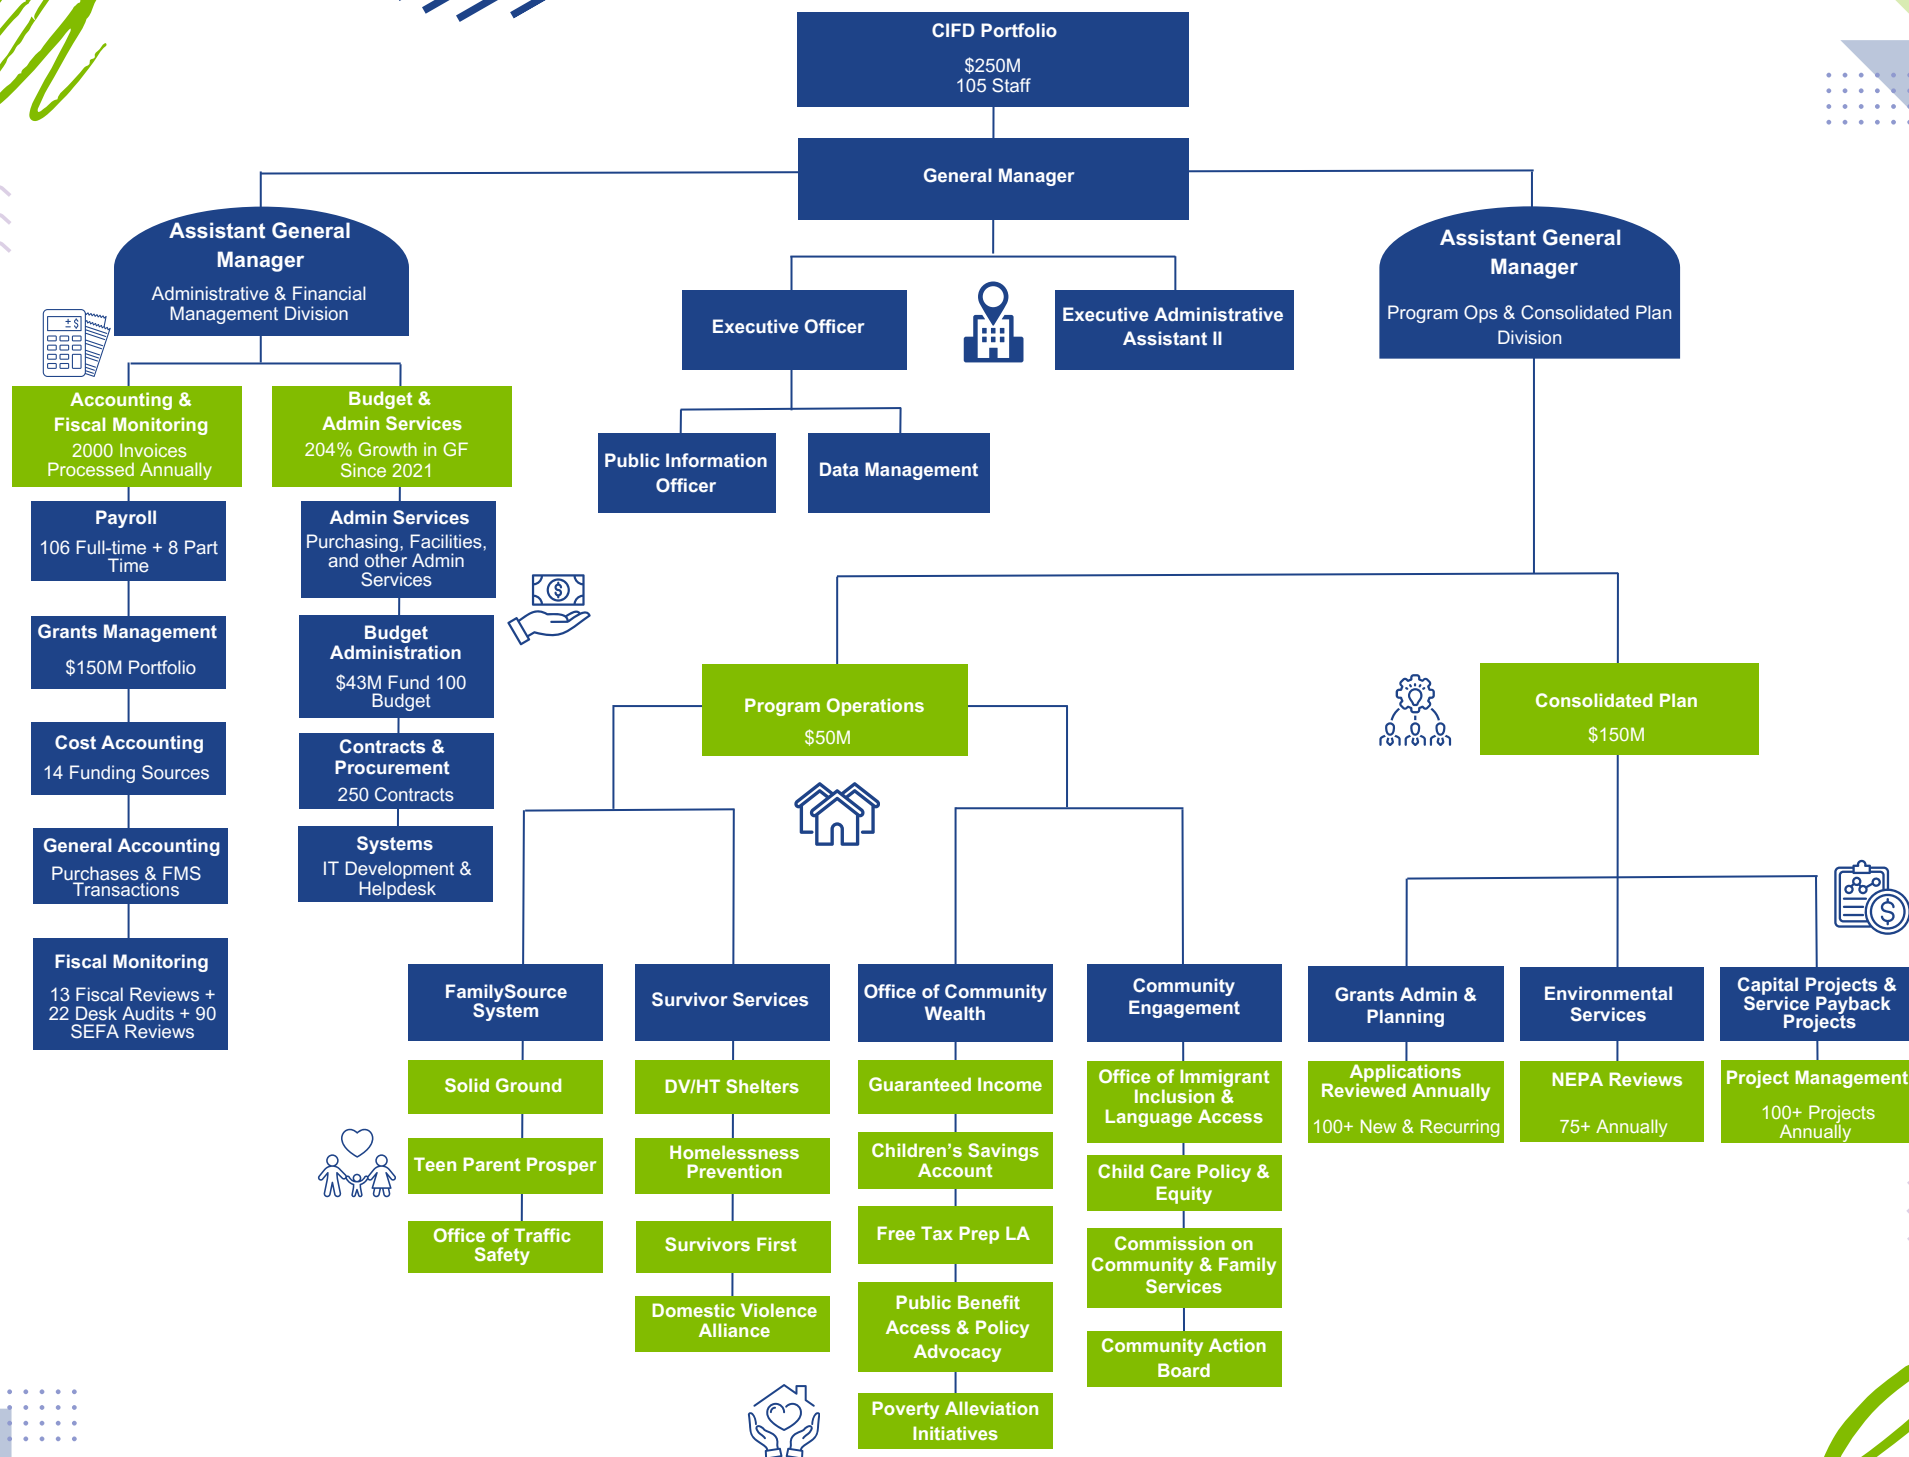 CIFD Portfolio
$250M
105 Staff
General Manager
Assistant General
Manager
Administrative & Financial
Management Division
Assistant General
Manager
Program Ops & Consolidated Plan
Division
Executive Officer
Executive Administrative
Assistant II
Public Information
Officer
Data Management
± $
Accounting &
Fiscal Monitoring
2000 Invoices
Processed Annually
Payroll
106 Full-time + 8 Part
Time
Grants Management
$150M Portfolio
Cost Accounting
14 Funding Sources
General Accounting
Purchases & FMS
Transactions
Fiscal Monitoring
13 Fiscal Reviews +
22 Desk Audits + 90
SEFA Reviews
Budget &
Admin Services
204% Growth in GF
Since 2021
Admin Services
Purchasing, Facilities,
and other Admin
Services
Budget
Administration
$43M Fund 100
Budget
Contracts &
Procurement
250 Contracts
Systems
IT Development &
Helpdesk
$
Program Operations
$50M
Consolidated Plan
$150M
$
FamilySource
System
Solid Ground
Teen Parent Prosper
Office of Traffic
Safety
Survivor Services
DV/HT Shelters
Homelessness
Prevention
Survivors First
Domestic Violence
Alliance
Office of Community
Wealth
Guaranteed Income
Children's Savings
Account
Free Tax Prep LA
Public Benefit
Access & Policy
Advocacy
Poverty Alleviation
Initiatives
Community
Engagement
Office of Immigrant
Inclusion &
Language Access
Child Care Policy &
Equity
Commission on
Community & Family
Services
Community Action
Board
Grants Admin &
Planning
Applications
Reviewed Annually
100+ New & Recurring
Environmental
Services
NEPA Reviews
75+ Annually
Capital Projects &
Service Payback
Projects
Project Management
100+ Projects
Annually